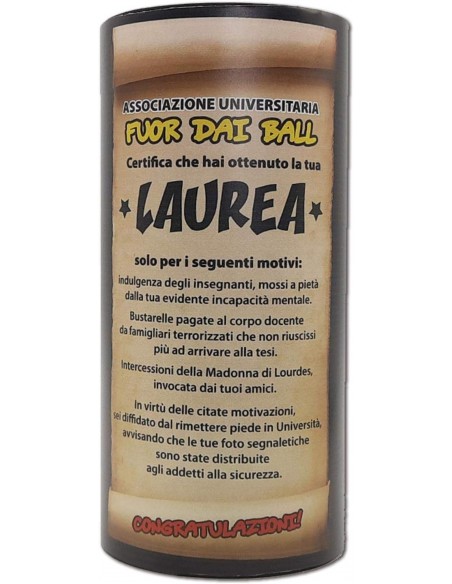 ASSOCIAZIONE UNIVERSITARIA
FUOR DAI BALL
Certifica che hai ottenuto la tua
LAUREA
solo per i seguenti motivi:
indulgenza degli insegnanti, mossi a pietà
dalla tua evidente incapacità mentale.
Bustarelle pagate al corpo docente
da famigliari terrorizzati che non riuscissi
più ad arrivare alla tesi.
Intercessioni della Madonna di Lourdes,
invocata dai tuoi amici.
In virtù delle citate motivazioni,
sei diffidato dal rimettere piede in Università,
avvisando che le tue foto segnaletiche
sono state distribuite
agli addetti alla sicurezza.
CONGRATULAZIONI!